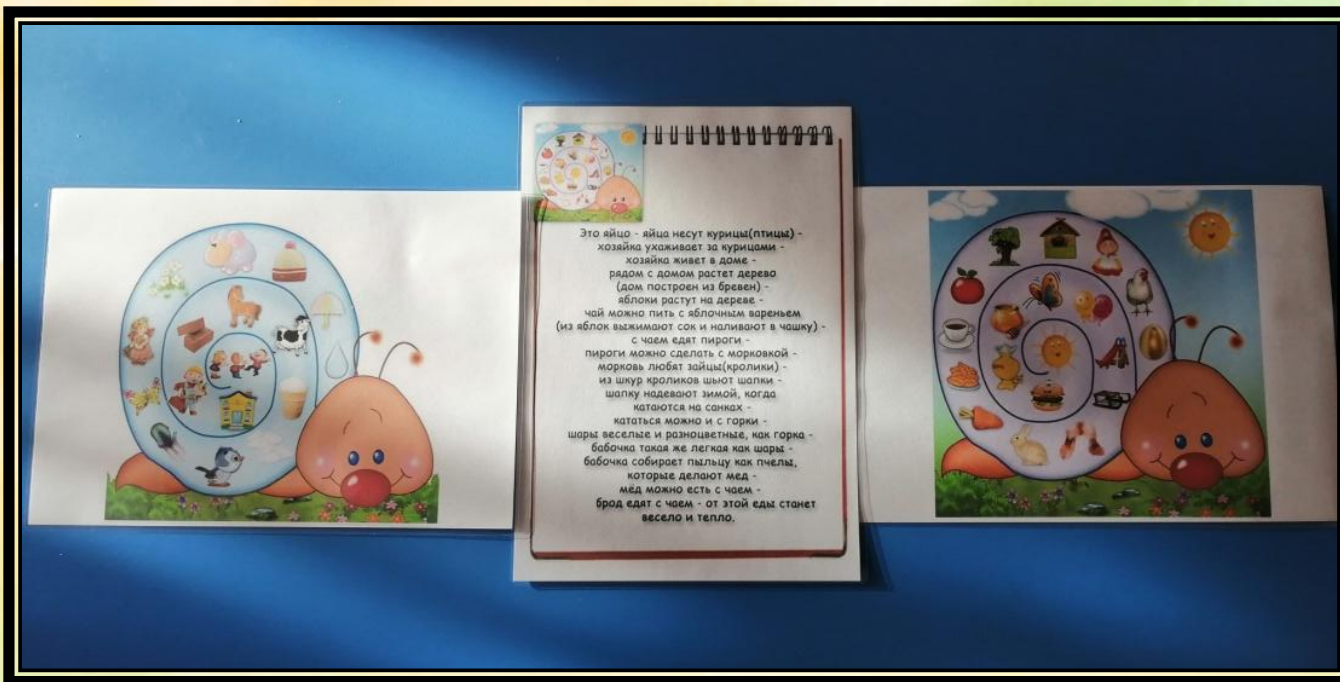 Это яйцо - яйца несут курицы(птицы) -
хозяйка ухаживает за курицами -
хозяйка живет в доме -
рядом с домом растет дерево
(дом построен из бревен) -
яблоки растут на дереве -
чай можно пить с яблочным вареньем
(из яблок выжимают сок и наливают в чашку) -
с чаем едят пироги -
пироги можно сделать с морковкой -
морковь любят зайцы(кролики) -
из шкур кроликов шьют шапки -
шапку надевают зимой, когда
катаются на санках -
кататься можно и с горки -
шары веселые и разноцветные, как горка -
бабочка такая же легкая как шары -
бабочка собирает пыльцу как пчелы,
которые делают мед -
мёд можно есть с чаем -
брод едят с чаем - от этой еды станет
весело и тепло.